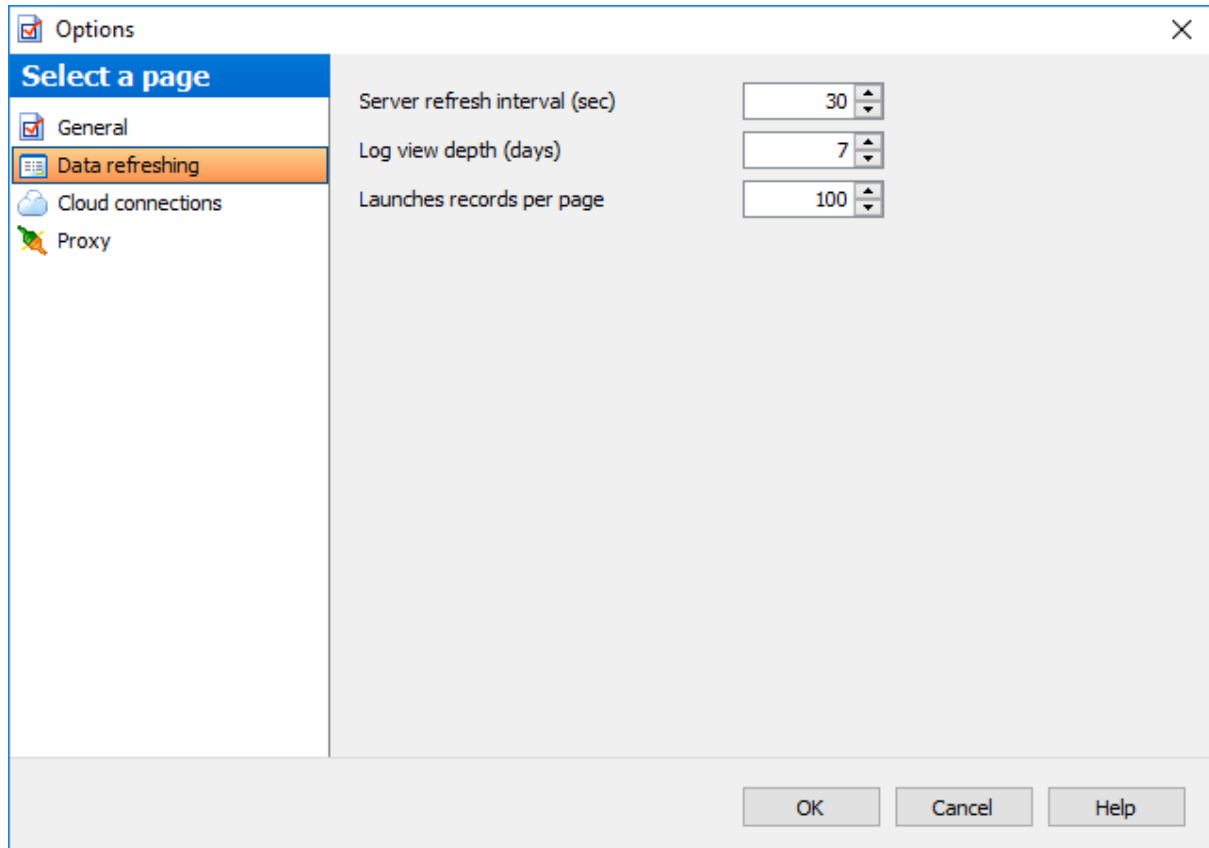 Options
Select a page
General
Data refreshing
Cloud connections
Proxy
Server refresh interval (sec) 30
Log view depth (days) 7
Launches records per page 100
OK Cancel Help